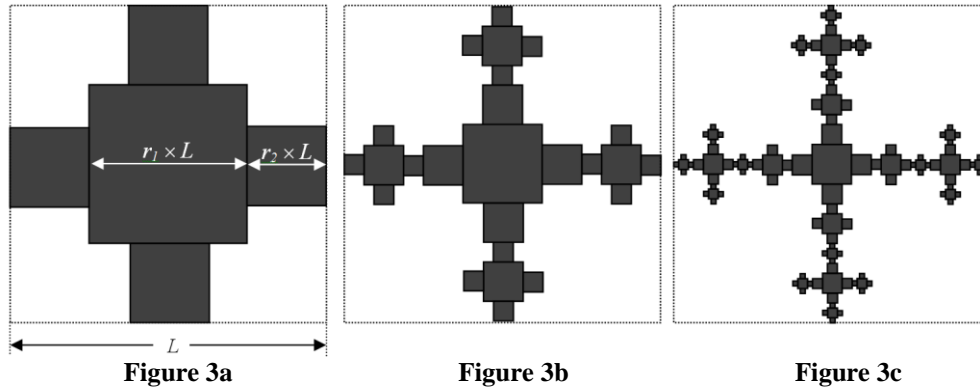 r₁ × L
r₂ × L
L
Figure 3a
Figure 3b
Figure 3c